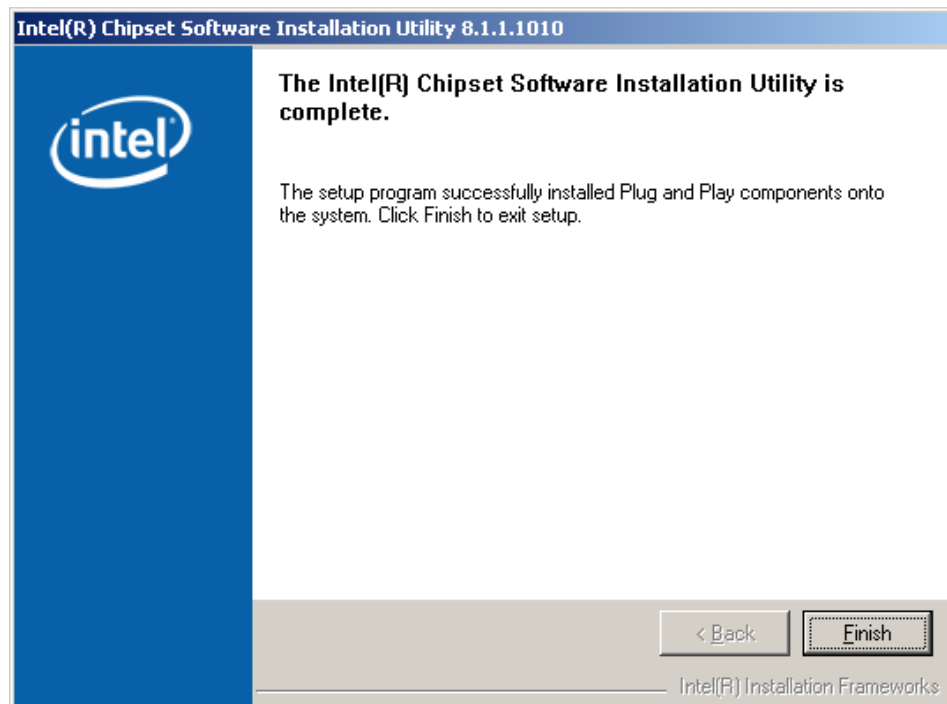 Intel(R) Chipset Software Installation Utility 8.1.1.1010
The Intel(R) Chipset Software Installation Utility is
complete.
intel
The setup program successfully installed Plug and Play components onto
the system. Click Finish to exit setup.
< Back
Finish
Intel(R) Installation Frameworks